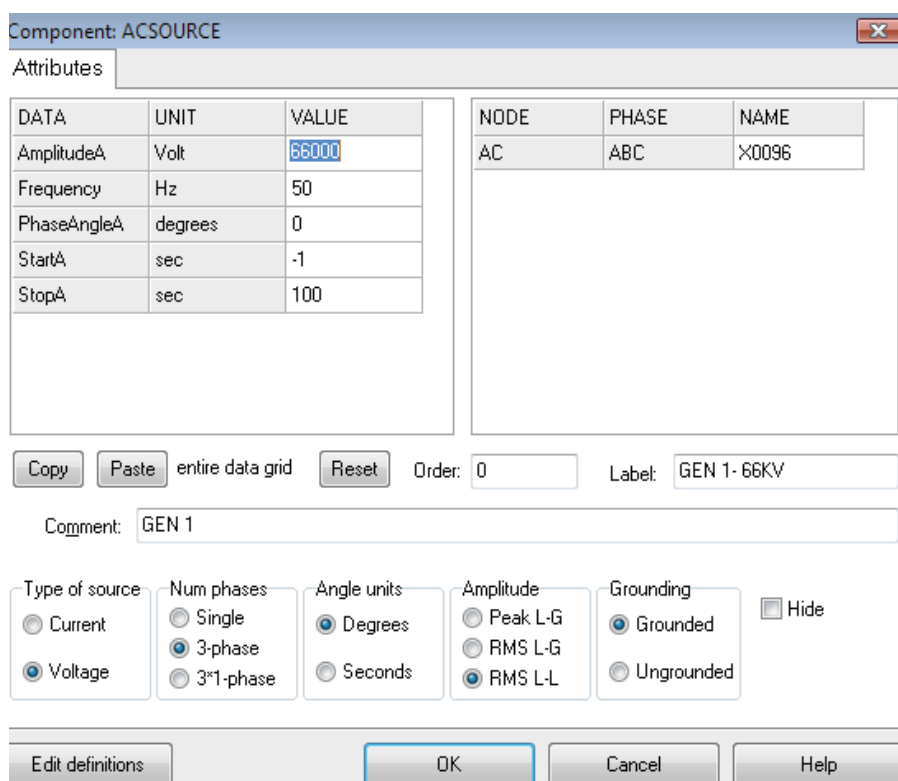 Component: ACSOURCE
Attributes
DATA UNIT VALUE
AmplitudeA Volt 66000
Frequency Hz 50
PhaseAngleA degrees 0
StartA sec -1
StopA sec 100
NODE PHASE NAME
AC ABC X0096
Copy Paste entire data grid Reset Order: 0 Label: GEN 1- 66KV
Comment: GEN 1
Type of source
Current
Voltage
Num phases
Single
3-phase
3*1-phase
Angle units
Degrees
Seconds
Amplitude
Peak L-G
RMS L-G
RMS L-L
Grounding
Grounded
Ungrounded
Hide
Edit definitions OK Cancel Help